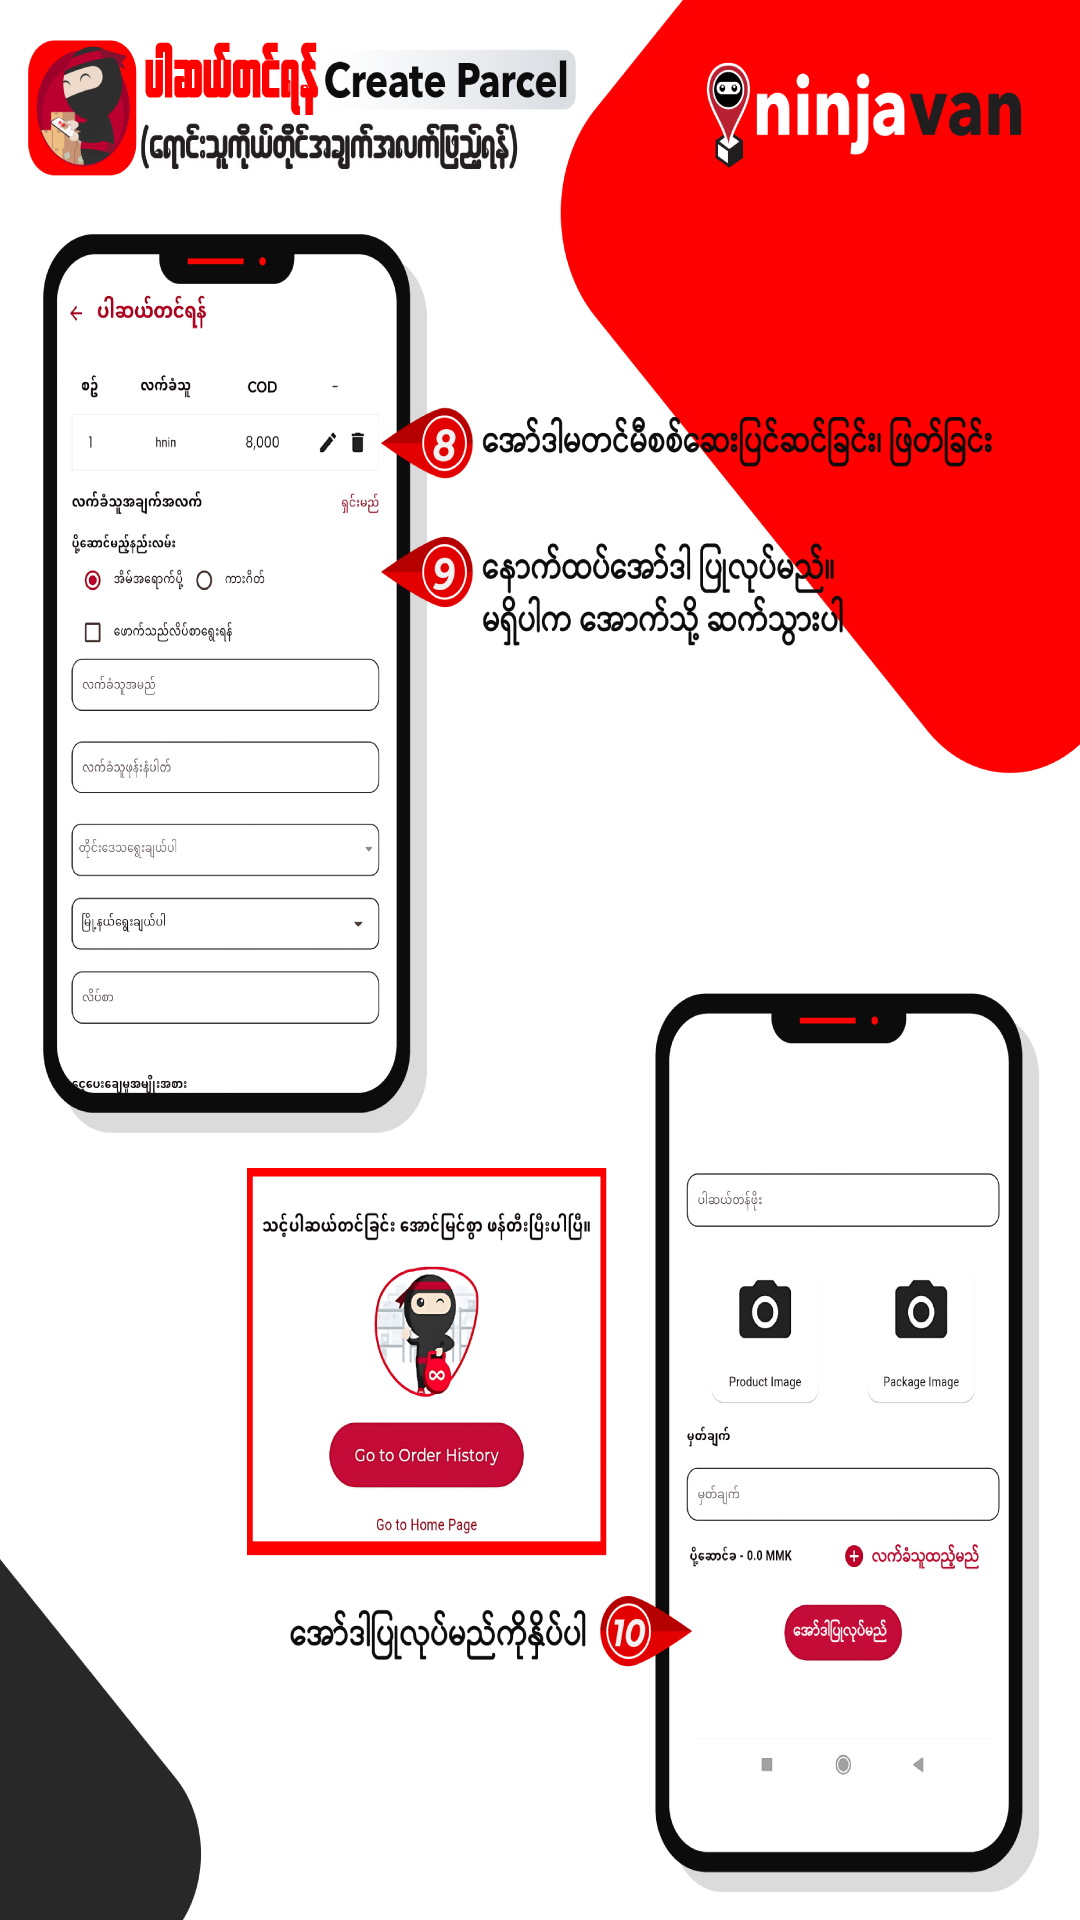 ပါဆယ်တင်ရန် Create Parcel
(ရောင်းသူကိုယ်တိုင်အချက်အလက်ဖြည့်ရန်)
ninjavan
ပါဆယ်တင်ရန်
စဥ် လက်ခံသူ COD -
1 hnin 8,000
8 အော်ဒါမတင်မီစစ်ဆေးပြင်ဆင်ခြင်း၊ ဖြတ်ခြင်း
လက်ခံသူအချက်အလက် ရှင်းမည်
ပို့ဆောင်မည့်နည်းလမ်း
အိမ်အရောက်ပို့ ကားဂိတ်
9 နောက်ထပ်အော်ဒါ ပြုလုပ်မည်။
မရှိပါက အောက်သို့ ဆက်သွားပါ
ဖောက်သည်လိပ်စာရွေးရန်
လက်ခံသူအမည်
လက်ခံသူဖုန်းနံပါတ်
တိုင်းဒေသရွေးချယ်ပါ
မြို့နယ်ရွေးချယ်ပါ
လိပ်စာ
ငွေပေးချေမှုအမျိုးအစား
သင့်ပါဆယ်တင်ခြင်း အောင်မြင်စွာ ဖန်တီးပြီးပါပြီ။
Go to Order History
Go to Home Page
ပါဆယ်တန်ဖိုး
Product Image Package Image
မှတ်ချက်
မှတ်ချက်
ပို့ဆောင်ခ - 0.0 MMK လက်ခံသူထည့်မည်
အော်ဒါပြုလုပ်မည်
အော်ဒါပြုလုပ်မည်ကိုနှိပ်ပါ 10